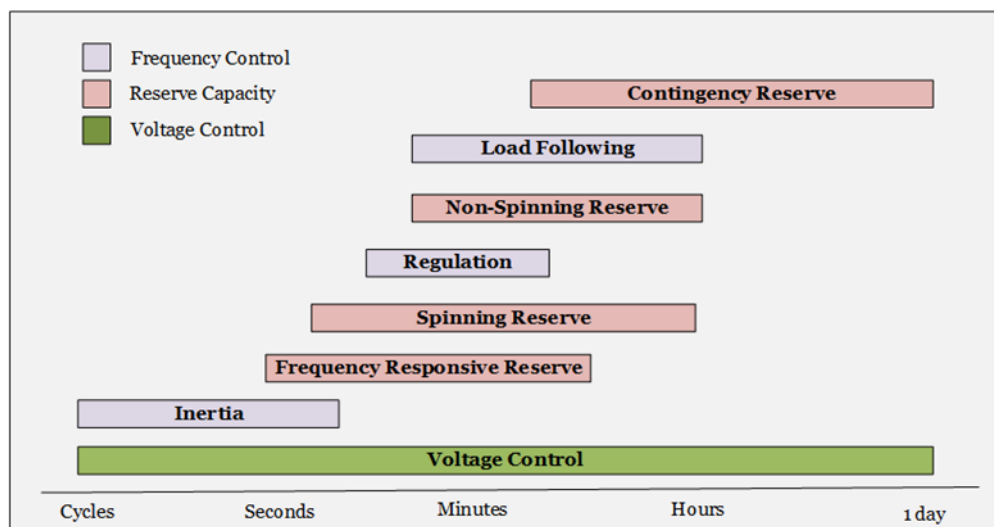 Frequency Control
Reserve Capacity
Voltage Control
Contingency Reserve
Load Following
Non-Spinning Reserve
Regulation
Spinning Reserve
Frequency Responsive Reserve
Inertia
Voltage Control
Cycles Seconds Minutes Hours 1 day